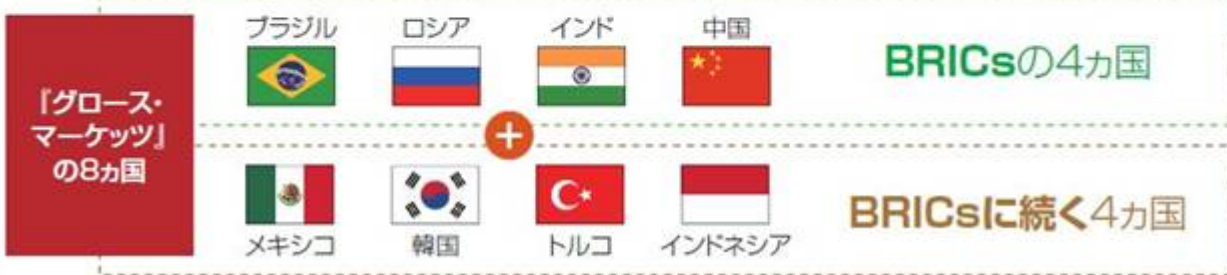 『グロース・
マーケッツ』
の8ヵ国
ブラジル ロシア インド 中国
BRICsの4ヵ国
+
メキシコ 韓国 トルコ インドネシア
BRICsに続く4ヵ国